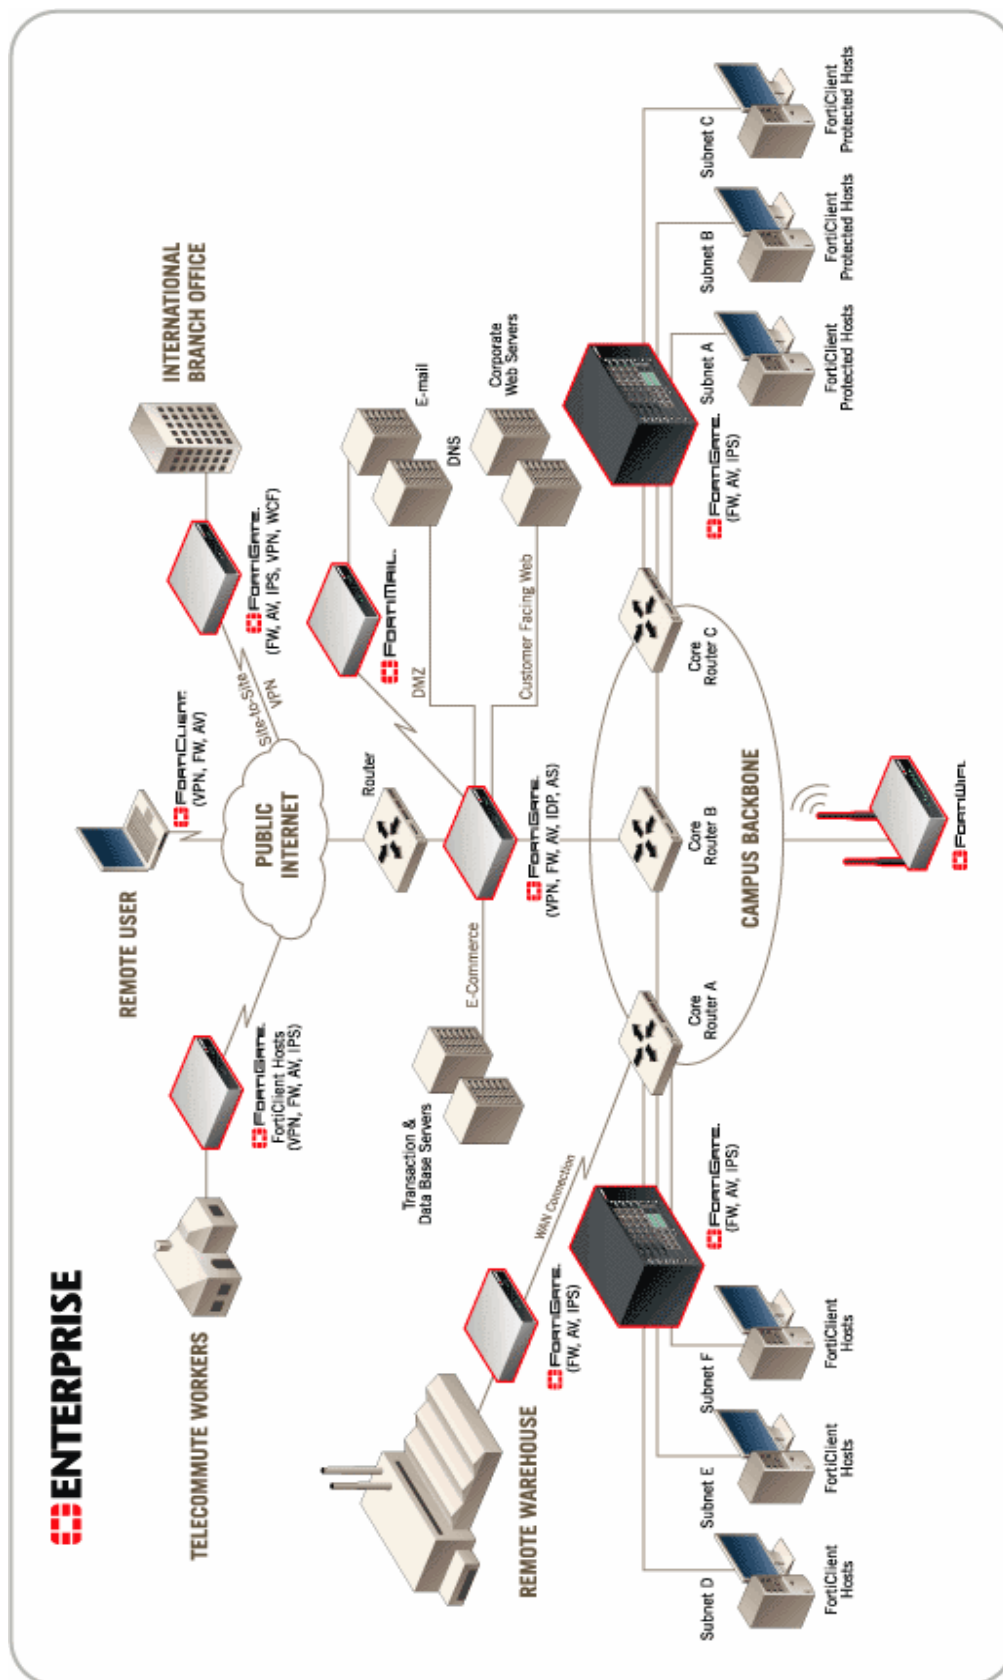 ENTERPRISE
REMOTE USER
FORTICLIENT.
(VPN, FW, AV)
TELECOMMUTE WORKERS
FORTIGATE.
FortiClient Hosts
(VPN, FW, AV, IPS)
PUBLIC
INTERNET
Site-to-Site
VPN
INTERNATIONAL
BRANCH OFFICE
FORTIGATE.
(FW, AV, IPS, VPN, WCF)
Router
FORTIMAIL.
E-mail
DNS
DMZ
Corporate
Web Servers
Customer Facing Web
Transaction &
Data Base Servers
E-Commerce
FORTIGATE.
(VPN, FW, AV, IDP, AS)
REMOTE WAREHOUSE
FORTIGATE.
(FW, AV, IPS)
WAN Connection
Core
Router A
Core
Router B
Core
Router C
CAMPUS BACKBONE
FORTIGATE.
(FW, AV, IPS)
FORTIGATE.
(FW, AV, IPS)
Subnet D
Subnet E
Subnet F
Subnet A
Subnet B
Subnet C
FortiClient
Hosts
FortiClient
Hosts
FortiClient
Hosts
FORTIWIFI
FortiClient
Protected Hosts
FortiClient
Protected Hosts
FortiClient
Protected Hosts